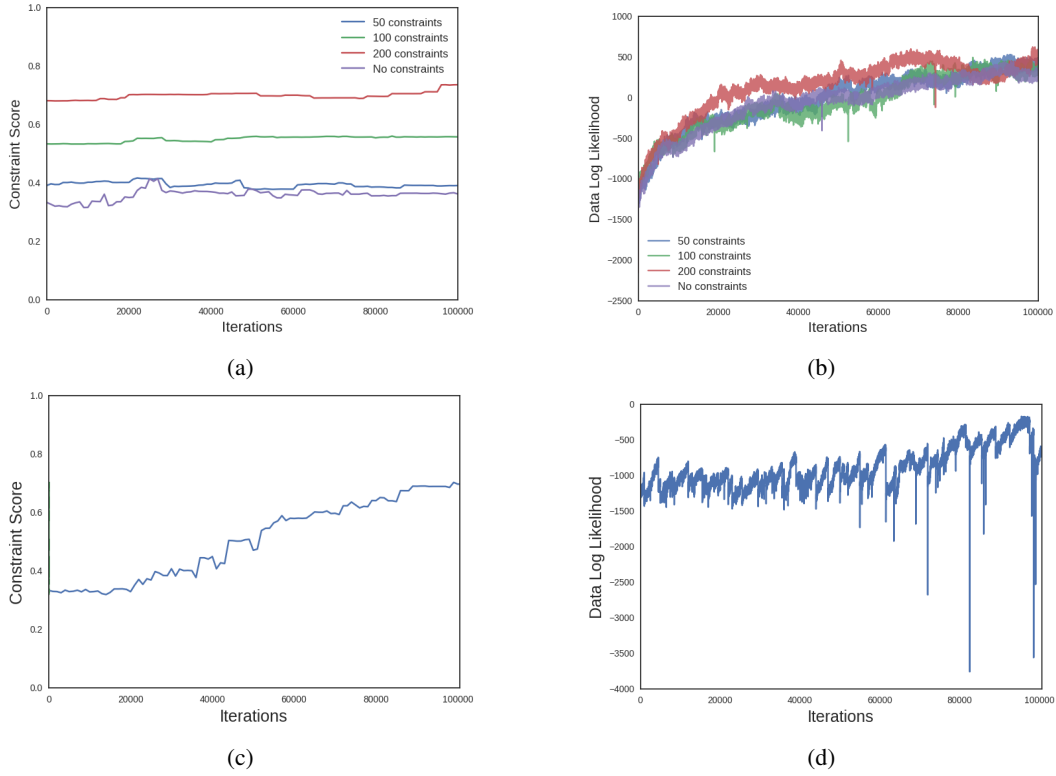 1.0
0.8
0.6
0.4
0.2
0.0
Constraint Score
0 20000 40000 60000 80000 100000
Iterations
50 constraints
100 constraints
200 constraints
No constraints
(a)
1000
500
0
−500
−1000
−1500
−2000
−2500
Data Log Likelihood
50 constraints
100 constraints
200 constraints
No constraints
0 20000 40000 60000 80000 100000
Iterations
(b)
1.0
0.8
0.6
0.4
0.2
0.0
Constraint Score
0 20000 40000 60000 80000 100000
Iterations
(c)
0
−500
−1000
−1500
−2000
−2500
−3000
−3500
−4000
Data Log Likelihood
0 20000 40000 60000 80000 100000
Iterations
(d)